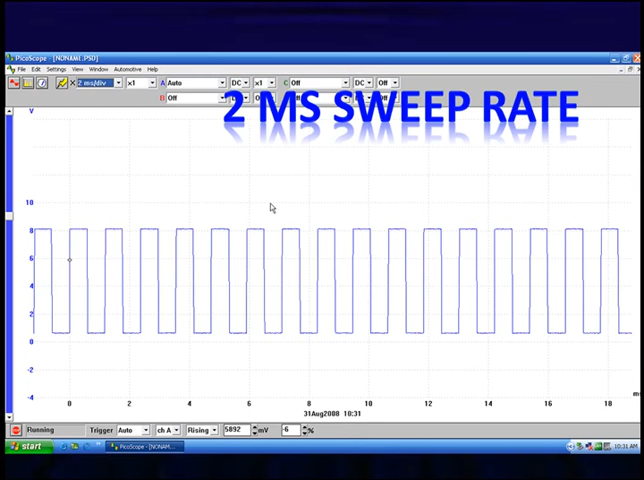 PicoScope - [NONAME.PSD]
File Edit Settings View Window Automotive Help
2 ms/div x1 A Auto DC x1 C Off DC Off
B Off
2 MS SWEEP RATE
V
10
8
6
4
2
0
-2
-4
0 2 4 6 8 10 12 14 16 18
31Aug2008 10:31
Running Trigger Auto ch A Rising 5892 mV -6 %
start PicoScope - [NONAM... 10:31 AM